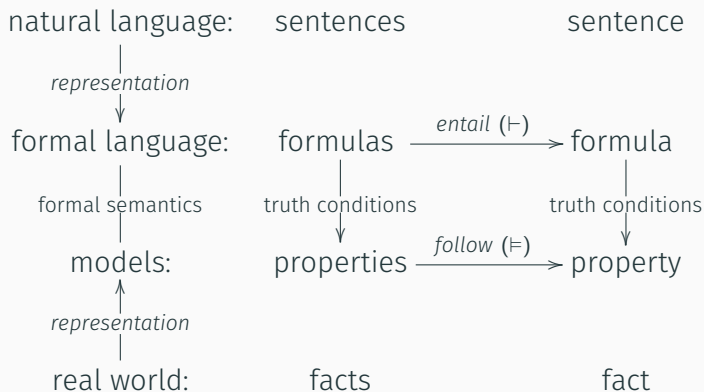 natural language: sentences sentence
representation
entail (⊢)
formal language: formulas formula
formal semantics truth conditions truth conditions
follow (⊨)
models: properties property
representation
real world: facts fact